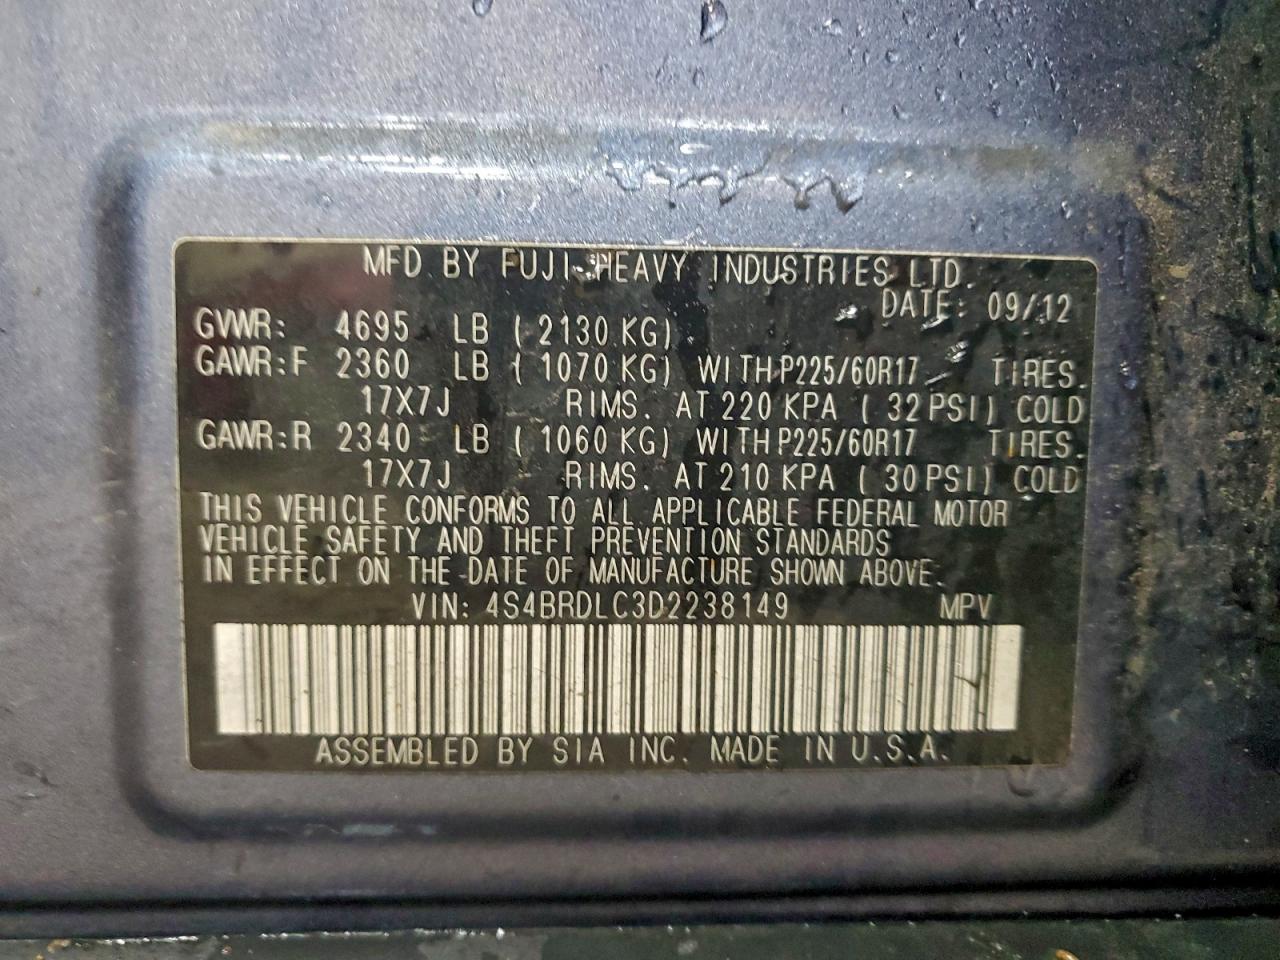 MFD BY FUJI HEAVY INDUSTRIES LTD.
DATE: 09/12
GVWR: 4695 LB ( 2130 KG)
GAWR:F 2360 LB ( 1070 KG) WITH P225/60R17 TIRES.
17X7J RIMS. AT 220 KPA ( 32 PSI) COLD
GAWR:R 2340 LB ( 1060 KG) WITH P225/60R17 TIRES.
17X7J RIMS. AT 210 KPA ( 30 PSI) COLD
THIS VEHICLE CONFORMS TO ALL APPLICABLE FEDERAL MOTOR
VEHICLE SAFETY AND THEFT PREVENTION STANDARDS
IN EFFECT ON THE DATE OF MANUFACTURE SHOWN ABOVE.
VIN: 4S4BRDLC3D2238149 MPV
ASSEMBLED BY SIA INC. MADE IN U.S.A.